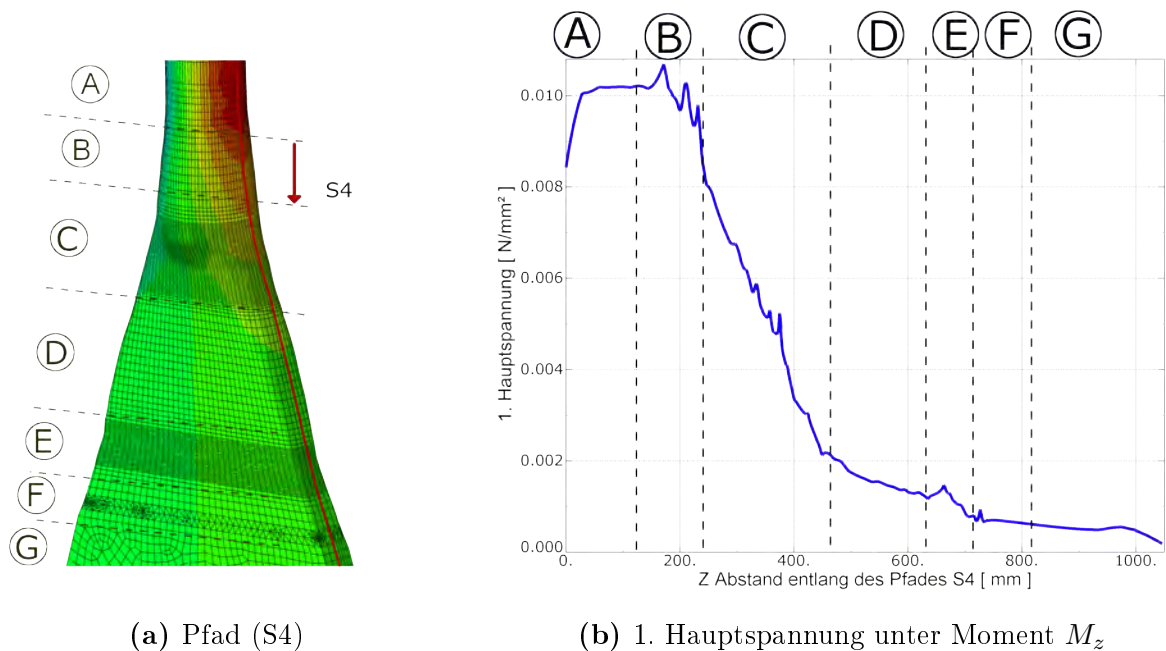 A
B
S4
C
D
E
F
G
A B C D E F G
0.010
0.008
0.006
0.004
0.002
0.000
1. Hauptspannung [ N/mm² ]
0. 200. 400. 600. 800. 1000.
Z Abstand entlang des Pfades S4 [ mm ]
(a) Pfad (S4)
(b) 1. Hauptspannung unter Moment M_z